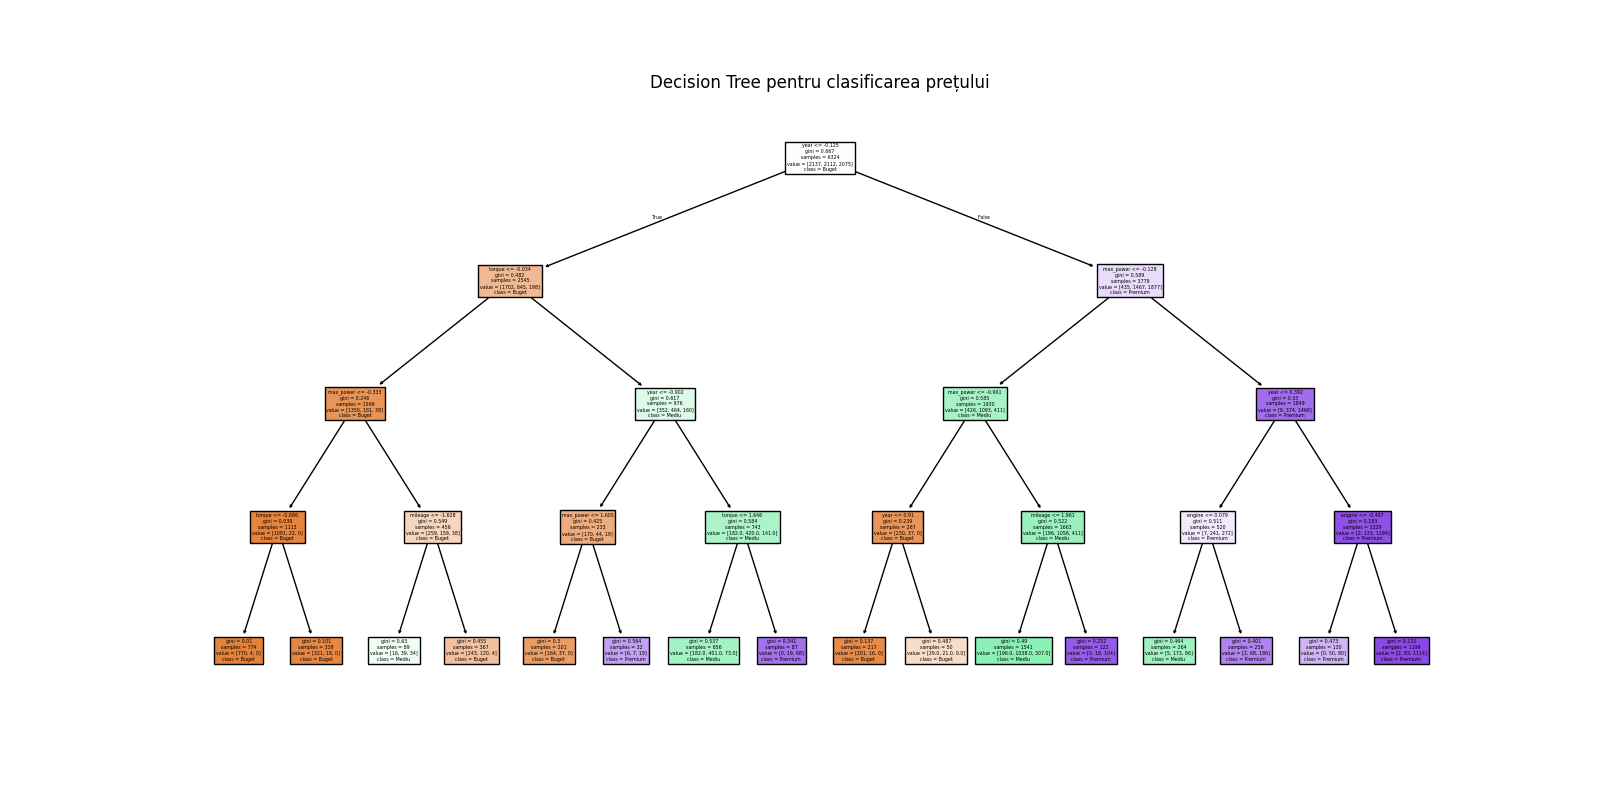 Decision Tree pentru clasificarea prețului
year <= -0.125
gini = 0.667
samples = 6324
value = [2137, 2112, 2075]
class = Buget
True
False
torque <= -0.034
gini = 0.482
samples = 2545
value = [1702, 645, 198]
class = Buget
max_power <= -0.128
gini = 0.589
samples = 3779
value = [435, 1467, 1877]
class = Premium
max_power <= -0.333
gini = 0.246
samples = 1569
value = [1350, 181, 38]
class = Buget
year <= -0.902
gini = 0.617
samples = 976
value = [352, 464, 160]
class = Mediu
max_power <= -0.961
gini = 0.585
samples = 1930
value = [426, 1093, 411]
class = Mediu
year <= 0.392
gini = 0.33
samples = 1849
value = [9, 374, 1466]
class = Premium
torque <= -0.886
gini = 0.039
samples = 1113
value = [1091, 22, 0]
class = Buget
mileage <= -1.628
gini = 0.549
samples = 456
value = [259, 159, 38]
class = Buget
max_power <= 1.605
gini = 0.425
samples = 233
value = [170, 44, 19]
class = Buget
torque <= 1.646
gini = 0.584
samples = 743
value = [182.0, 420.0, 141.0]
class = Mediu
year <= 0.91
gini = 0.239
samples = 267
value = [230, 37, 0]
class = Buget
mileage <= 1.961
gini = 0.522
samples = 1663
value = [196, 1056, 411]
class = Mediu
engine <= 0.079
gini = 0.511
samples = 520
value = [7, 241, 272]
class = Premium
engine <= -0.467
gini = 0.183
samples = 1329
value = [2, 133, 1194]
class = Premium
gini = 0.01
samples = 774
value = [770, 4, 0]
class = Buget
gini = 0.101
samples = 339
value = [321, 18, 0]
class = Buget
gini = 0.63
samples = 89
value = [16, 39, 34]
class = Mediu
gini = 0.455
samples = 367
value = [243, 120, 4]
class = Buget
gini = 0.3
samples = 201
value = [164, 37, 0]
class = Buget
gini = 0.564
samples = 32
value = [6, 7, 19]
class = Premium
gini = 0.537
samples = 656
value = [182.0, 401.0, 73.0]
class = Mediu
gini = 0.341
samples = 87
value = [0, 19, 68]
class = Premium
gini = 0.137
samples = 217
value = [201, 16, 0]
class = Buget
gini = 0.487
samples = 50
value = [29.0, 21.0, 0.0]
class = Buget
gini = 0.49
samples = 1541
value = [196.0, 1038.0, 307.0]
class = Mediu
gini = 0.252
samples = 122
value = [0, 18, 104]
class = Premium
gini = 0.464
samples = 264
value = [5, 173, 86]
class = Mediu
gini = 0.401
samples = 256
value = [2, 68, 186]
class = Premium
gini = 0.473
samples = 130
value = [0, 50, 80]
class = Premium
gini = 0.132
samples = 1199
value = [2, 83, 1114]
class = Premium